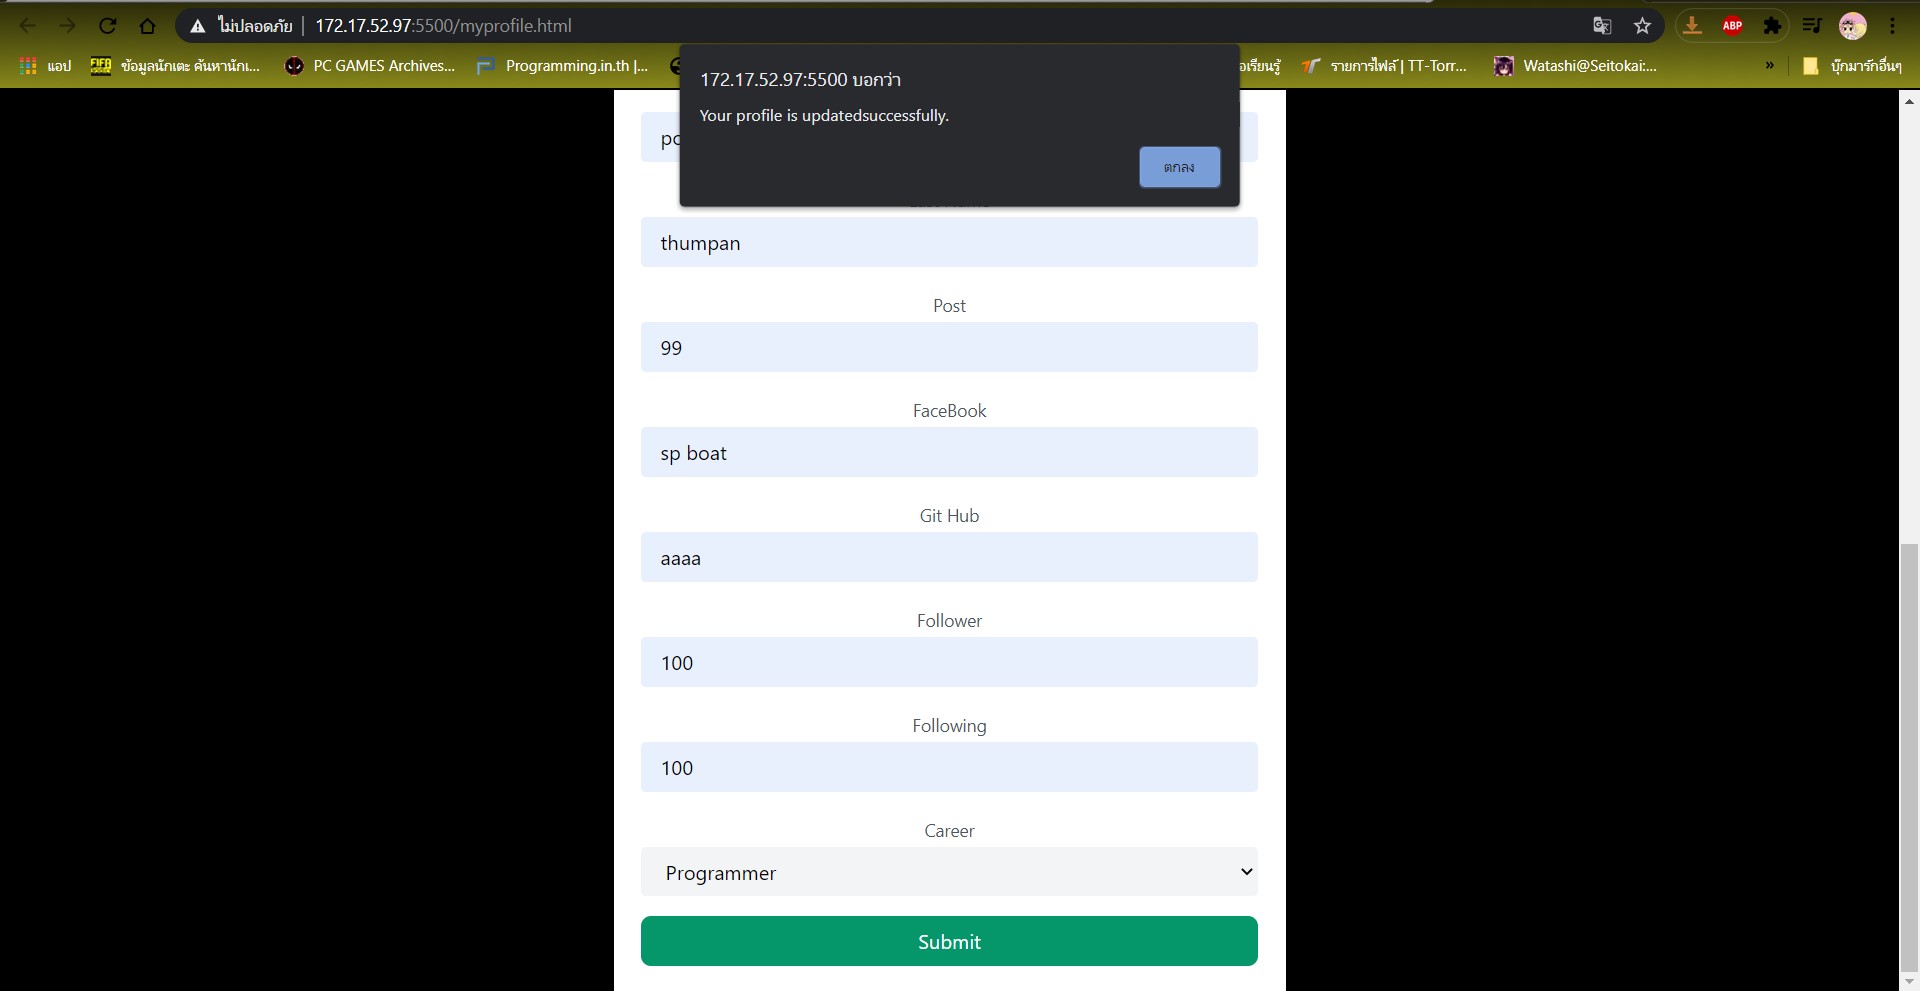 ไม่ปลอดภัย | 172.17.52.97:5500/myprofile.html
ABP
แอป
FIFA
ข้อมูลนักเตะ ค้นหานักเ...
PC GAMES Archives...
Programming.in.th |...
อเรียนรู้
รายการไฟล์ | TT-Torr...
Watashi@Seitokai:...
»
บุ๊กมาร์กอื่นๆ
172.17.52.97:5500 บอกว่า
Your profile is updatedsuccessfully.
ตกลง
thumpan
Post
99
FaceBook
sp boat
Git Hub
aaaa
Follower
100
Following
100
Career
Programmer
Submit